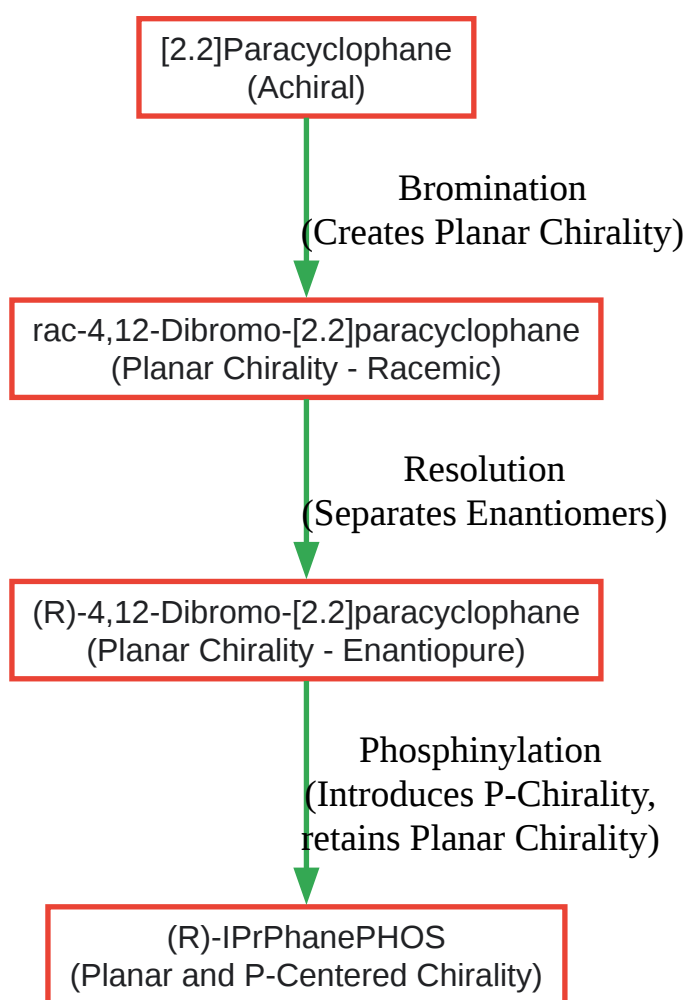 [2.2]Paracyclophane
(Achiral)
Bromination
(Creates Planar Chirality)
rac-4,12-Dibromo-[2.2]paracyclophane
(Planar Chirality - Racemic)
Resolution
(Separates Enantiomers)
(R)-4,12-Dibromo-[2.2]paracyclophane
(Planar Chirality - Enantiopure)
Phosphinylation
(Introduces P-Chirality,
retains Planar Chirality)
(R)-IPrPhanePHOS
(Planar and P-Centered Chirality)